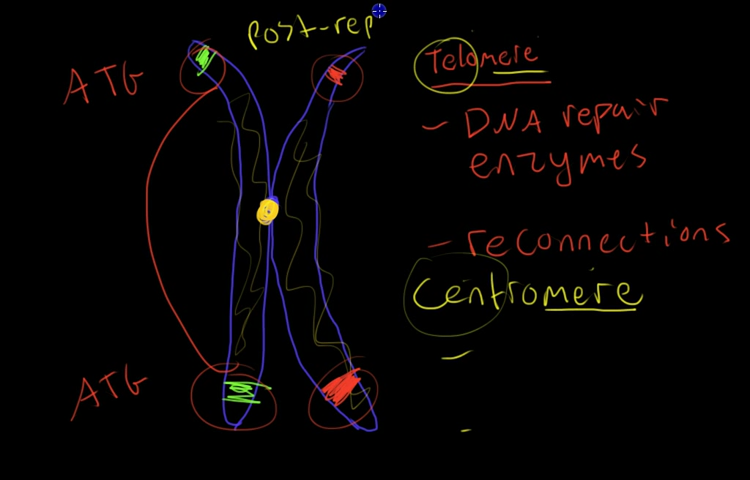 Post-rep
ATG
Telomere
- DNA repair
enzymes
- reconnections
Centromere
-
ATG
-